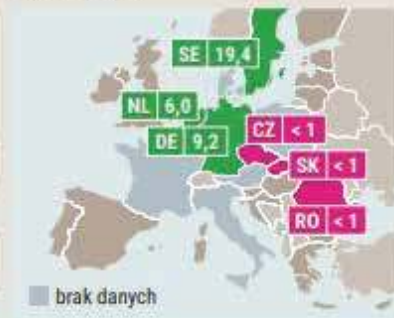 SE 19,4
NL 6,0
DE 9,2
CZ < 1
SK < 1
RO < 1
brak danych